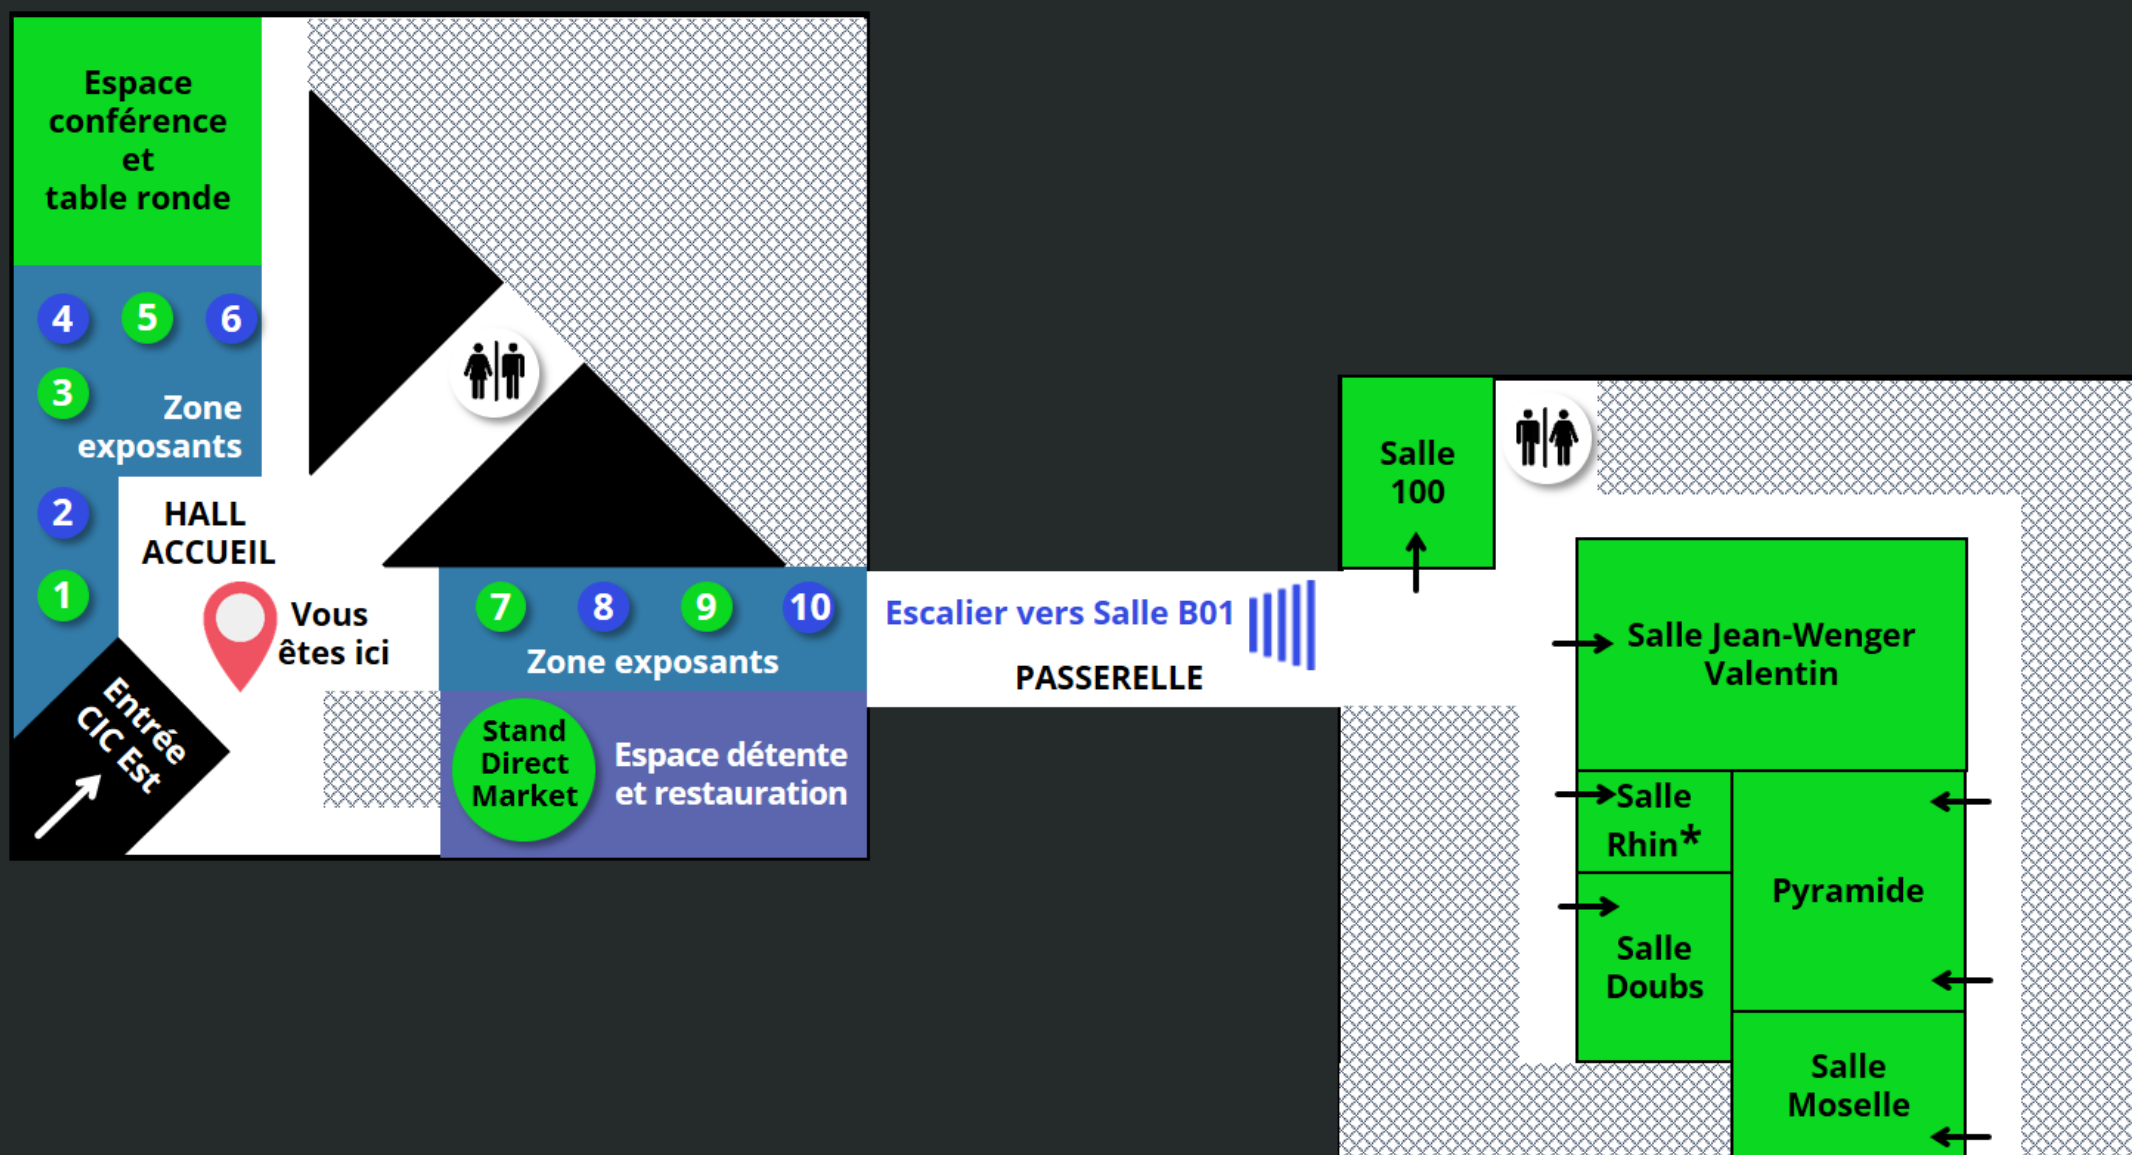 Espace
conférence
et
table ronde
4 5 6
3
Zone
exposants
2
HALL
ACCUEIL
1
Vous
êtes ici
Entrée
CIC Est
7 8 9 10
Zone exposants
Stand
Direct
Market
Espace détente
et restauration
Escalier vers Salle B01
PASSERELLE
Salle
100
Salle Jean-Wenger
Valentin
Salle
Rhin*
Pyramide
Salle
Doubs
Salle
Moselle